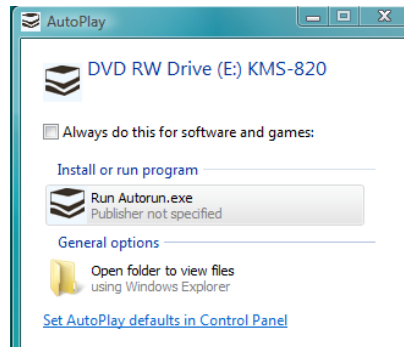 AutoPlay
DVD RW Drive (E:) KMS-820
Always do this for software and games:
Install or run program
Run Autorun.exe
Publisher not specified
General options
Open folder to view files
using Windows Explorer
Set AutoPlay defaults in Control Panel